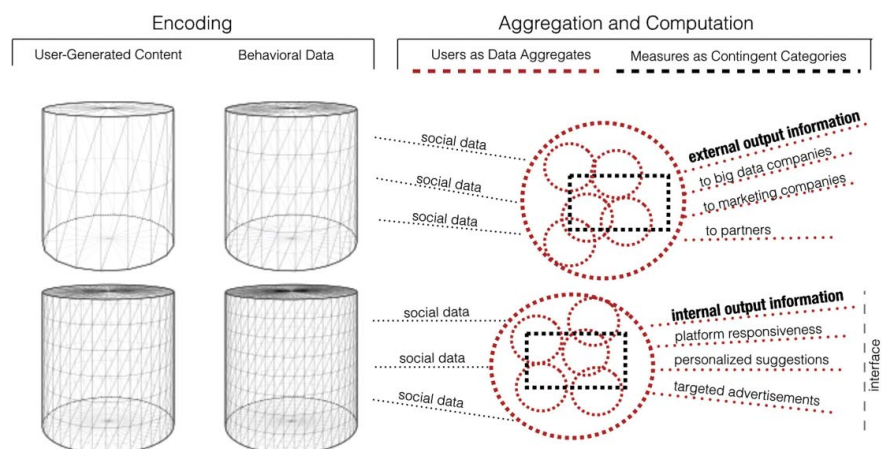 Encoding
Aggregation and Computation
User-Generated Content
Behavioral Data
Users as Data Aggregates
Measures as Contingent Categories
social data
social data
social data
external output information
to big data companies
to marketing companies
to partners
social data
social data
social data
internal output information
platform responsiveness
personalized suggestions
targeted advertisements
interface